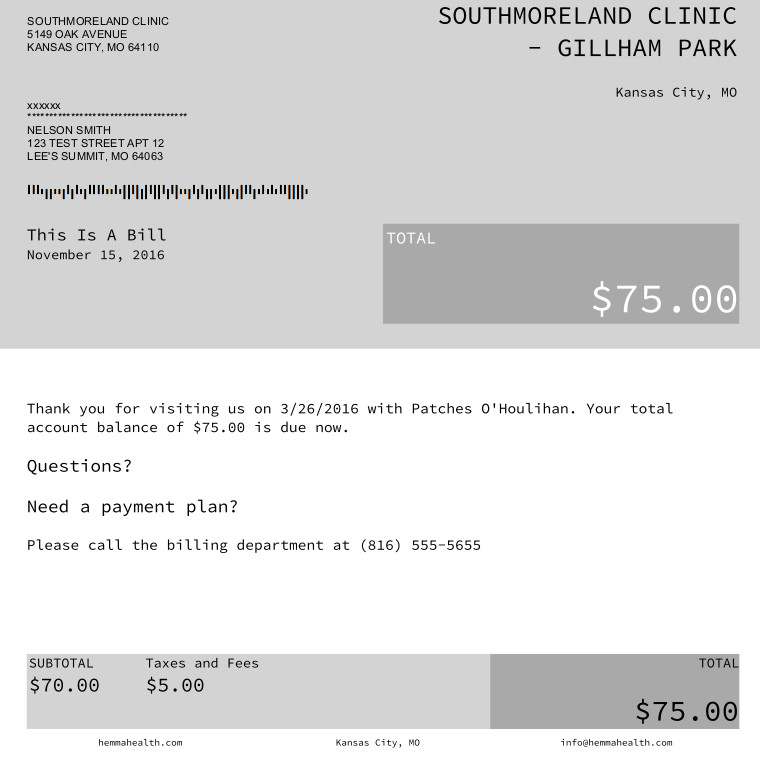 SOUTHMORELAND CLINIC
5149 OAK AVENUE
KANSAS CITY, MO 64110
SOUTHMORELAND CLINIC
- GILLHAM PARK
Kansas City, MO
xxxxxx
************************************
NELSON SMITH
123 TEST STREET APT 12
LEE'S SUMMIT, MO 64063
This Is A Bill
November 15, 2016
TOTAL
$75.00
Thank you for visiting us on 3/26/2016 with Patches O'Houlihan. Your total
account balance of $75.00 is due now.
Questions?
Need a payment plan?
Please call the billing department at (816) 555-5655
SUBTOTAL Taxes and Fees TOTAL
$70.00 $5.00
$75.00
hemmahealth.com Kansas City, MO info@hemmahealth.com